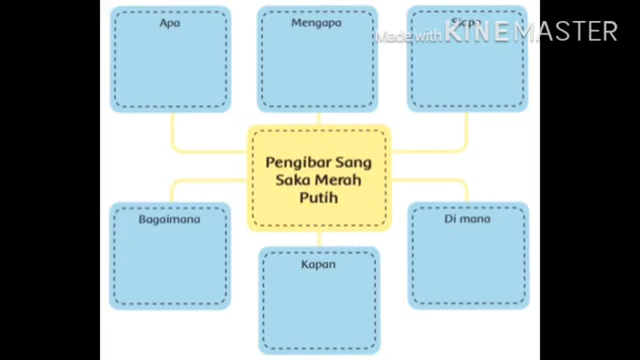 Apa
Mengapa
Siapa
Made with KINEMASTER
Pengibar Sang
Saka Merah
Putih
Bagaimana
Di mana
Kapan